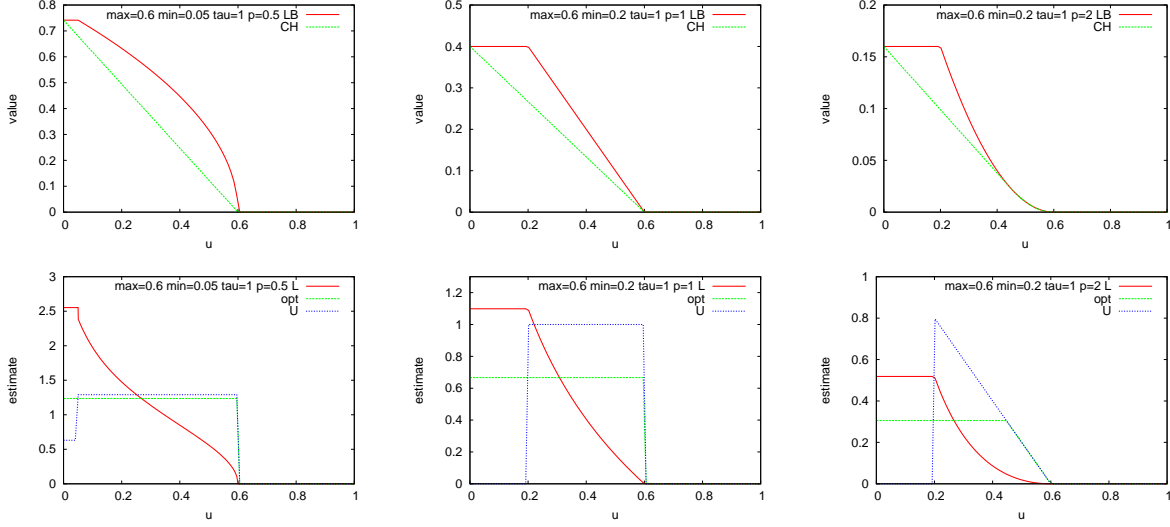 max=0.6 min=0.05 tau=1 p=0.5 LB
CH
value
0.8
0.7
0.6
0.5
0.4
0.3
0.2
0.1
0
0 0.2 0.4 0.6 0.8 1
u
max=0.6 min=0.2 tau=1 p=1 LB
CH
value
0.5
0.4
0.3
0.2
0.1
0
0 0.2 0.4 0.6 0.8 1
u
max=0.6 min=0.2 tau=1 p=2 LB
CH
value
0.2
0.15
0.1
0.05
0
0 0.2 0.4 0.6 0.8 1
u
max=0.6 min=0.05 tau=1 p=0.5 L
opt
U
estimate
3
2.5
2
1.5
1
0.5
0
0 0.2 0.4 0.6 0.8 1
u
max=0.6 min=0.2 tau=1 p=1 L
opt
U
estimate
1.2
1
0.8
0.6
0.4
0.2
0
0 0.2 0.4 0.6 0.8 1
u
max=0.6 min=0.2 tau=1 p=2 L
opt
U
estimate
1
0.8
0.6
0.4
0.2
0
0 0.2 0.4 0.6 0.8 1
u